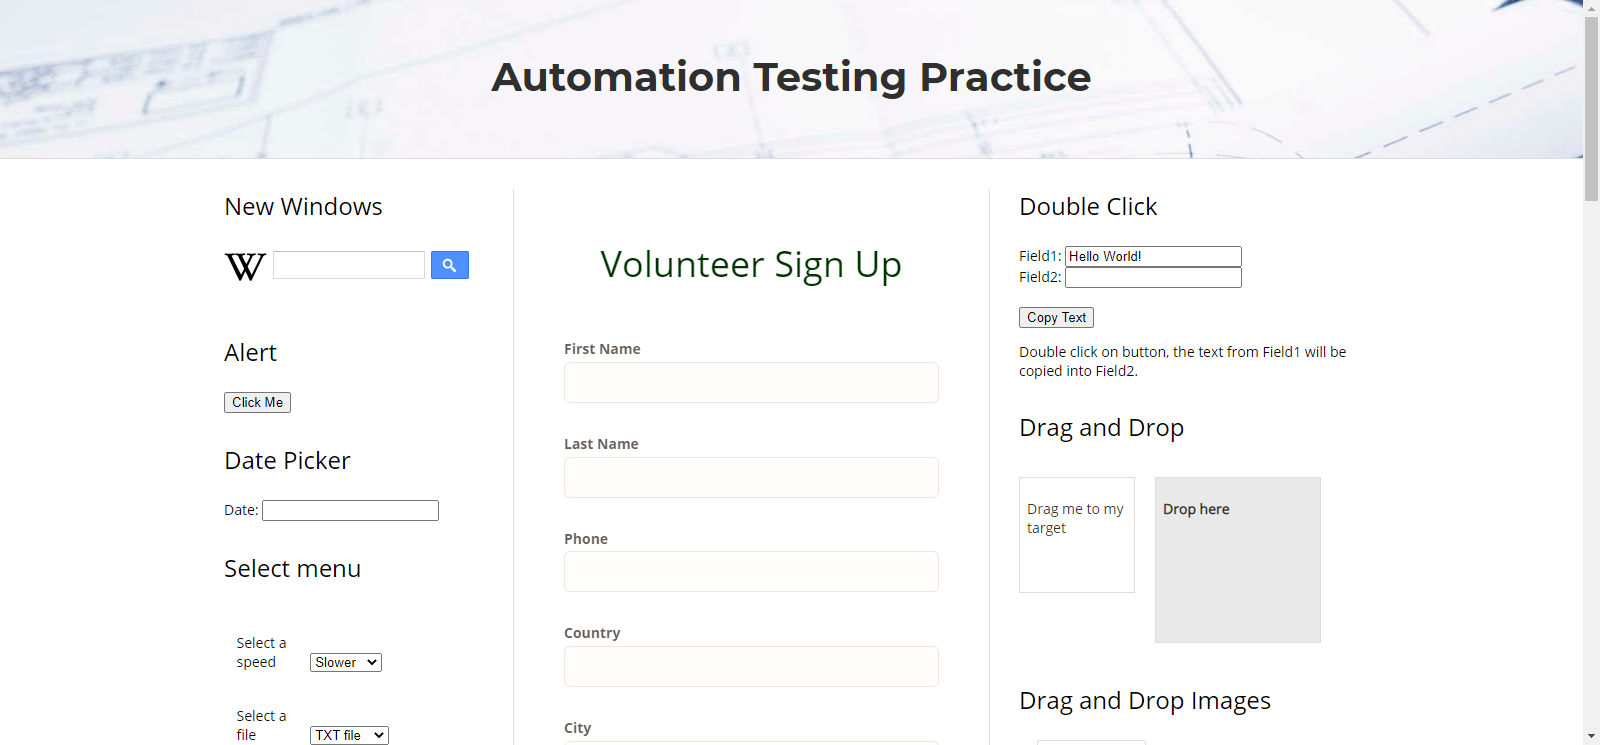 Automation Testing Practice
New Windows
W
Alert
Click Me
Date Picker
Date:
Select menu
Select a
speed
Slower
Select a
file
TXT file
Volunteer Sign Up
First Name
Last Name
Phone
Country
City
Double Click
Field1: Hello World!
Field2:
Copy Text
Double click on button, the text from Field1 will be
copied into Field2.
Drag and Drop
Drag me to my
target
Drop here
Drag and Drop Images